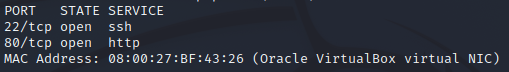 PORT   STATE SERVICE
22/tcp open  ssh
80/tcp open  http
MAC Address: 08:00:27:BF:43:26 (Oracle VirtualBox virtual NIC)